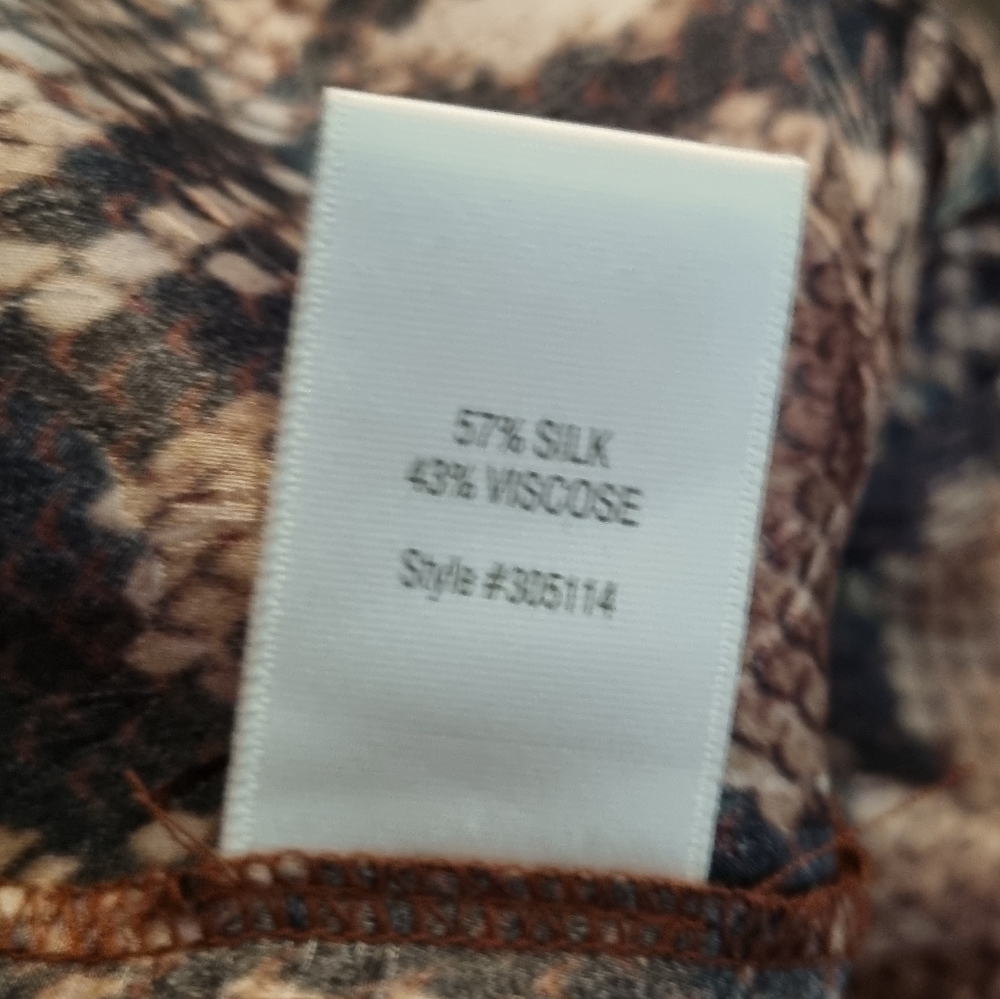 57% SILK
43% VISCOSE
Style #305114